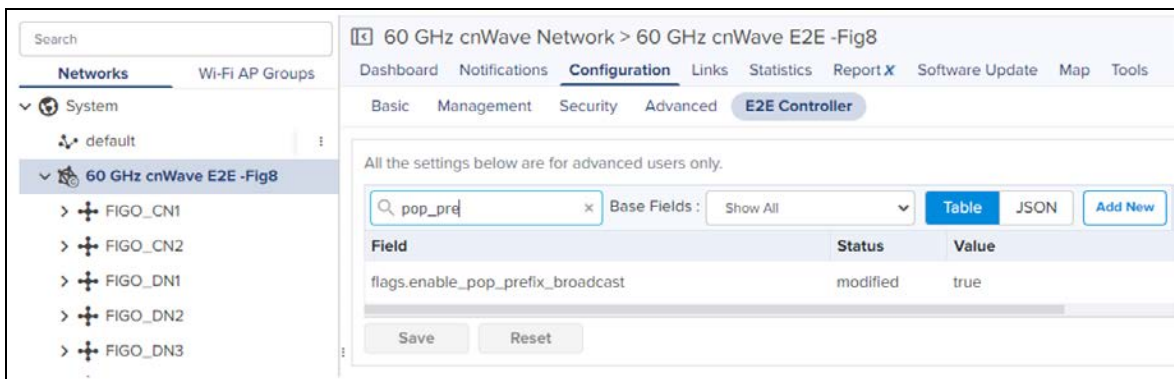 Search
Networks Wi-Fi AP Groups
System
default
60 GHz cnWave E2E -Fig8
FIGO_CN1
FIGO_CN2
FIGO_DN1
FIGO_DN2
FIGO_DN3
60 GHz cnWave Network > 60 GHz cnWave E2E -Fig8
Dashboard Notifications Configuration Links Statistics Report X Software Update Map Tools
Basic Management Security Advanced E2E Controller
All the settings below are for advanced users only.
pop_pre × Base Fields : Show All Table JSON Add New
Field Status Value
flags.enable_pop_prefix_broadcast modified true
Save Reset